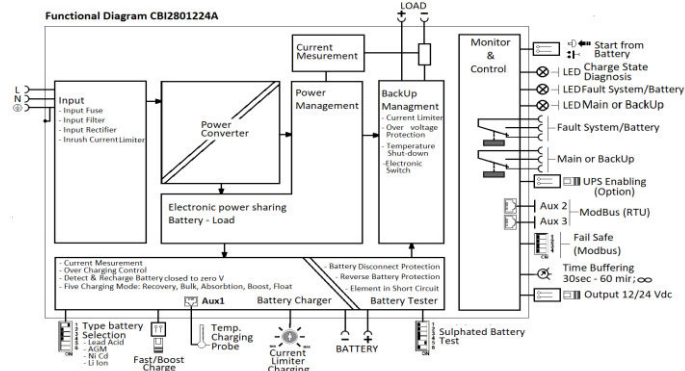 Functional Diagram CBI2801224A
LOAD
+ -
Current
Mesurement
Monitor
&
Control
Start from
Battery
LED Charge State
Diagnosis
LED Fault System/Battery
LED Main or BackUp
Fault System/Battery
Main or BackUp
UPS Enabling
(Option)
Aux 2
Aux 3
ModBus (RTU)
Fail Safe
(Modbus)
Time Buffering
30sec - 60 mir; ∞
Output 12/24 Vdc
L
N
Input
- Input Fuse
- Input Filter
- Input Rectifier
- Inrush Current Limiter
Power
Converter
Power
Management
BackUp
Managment
- Current Limiter
- Over voltage
Protection
- Temperature
Shut-down
-Electronic
Switch
Electronic power sharing
Battery - Load
- Current Mesurement
- Over Charging Control
- Detect & Recharge Battery closed to zero V
- Five Charging Mode: Recovery, Bulk, Absorbtion, Boost, Float
Aux1
Battery Charger
- Battery Disconnect Protection
- Reverse Battery Protection
- Element in Short Circuit
Battery Tester
Type battery
Selection
- Lead Acid
- AGM
- Ni Cd
- Li Ion
Fast/Boost
Charge
Temp.
Charging
Probe
Current
Limiter
Charging
- +
BATTERY
Sulphated Battery
Test